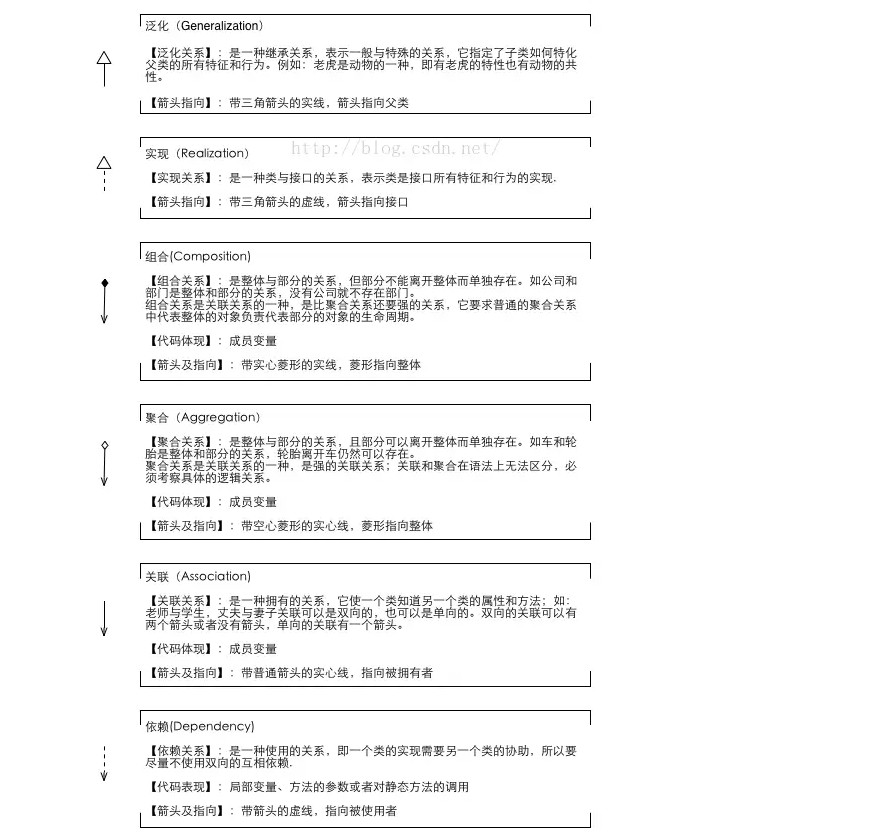 泛化（Generalization）
【泛化关系】：是一种继承关系，表示一般与特殊的关系，它指定了子类如何特化
父类的所有特征和行为。例如：老虎是动物的一种，即有老虎的特性也有动物的共
性。
【箭头指向】：带三角箭头的实线，箭头指向父类
http://blog.csdn.net/
实现（Realization）
【实现关系】：是一种类与接口的关系，表示类是接口所有特征和行为的实现.
【箭头指向】：带三角箭头的虚线，箭头指向接口
组合(Composition)
【组合关系】：是整体与部分的关系，但部分不能离开整体而单独存在。如公司和
部门是整体和部分的关系，没有公司就不存在部门。
组合关系是关联关系的一种，是比聚合关系还要强的关系，它要求普通的聚合关系
中代表整体的对象负责代表部分的对象的生命周期。
【代码体现】：成员变量
【箭头及指向】：带实心菱形的实线，菱形指向整体
聚合（Aggregation）
【聚合关系】：是整体与部分的关系，且部分可以离开整体而单独存在。如车和轮
胎是整体和部分的关系，轮胎离开车仍然可以存在。
聚合关系是关联关系的一种，是强的关联关系；关联和聚合在语法上无法区分，必
须考察具体的逻辑关系。
【代码体现】：成员变量
【箭头及指向】：带空心菱形的实心线，菱形指向整体
关联（Association)
【关联关系】：是一种拥有的关系，它使一个类知道另一个类的属性和方法；如：
老师与学生，丈夫与妻子关联可以是双向的，也可以是单向的。双向的关联可以有
两个箭头或者没有箭头，单向的关联有一个箭头。
【代码体现】：成员变量
【箭头及指向】：带普通箭头的实心线，指向被拥有者
依赖(Dependency)
【依赖关系】：是一种使用的关系，即一个类的实现需要另一个类的协助，所以要
尽量不使用双向的互相依赖.
【代码表现】：局部变量、方法的参数或者对静态方法的调用
【箭头及指向】：带箭头的虚线，指向被使用者